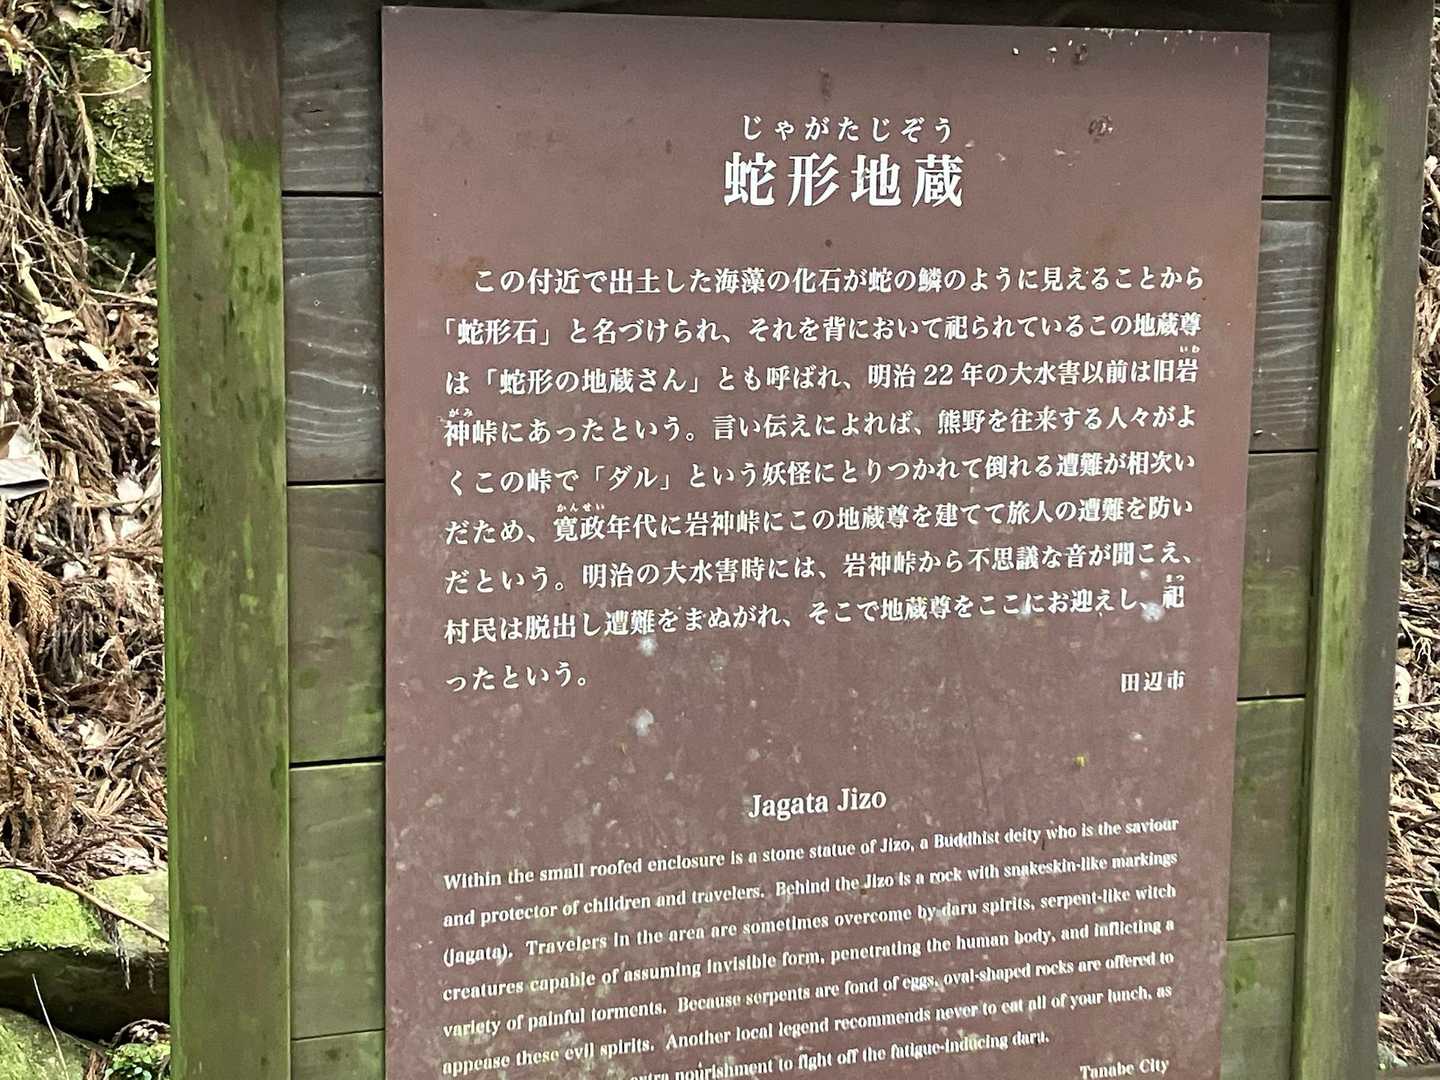 じゃがたじぞう
蛇形地蔵
この付近で出土した海藻の化石が蛇の鱗のように見えることから
「蛇形石」と名づけられ、それを背において祀られているこの地蔵尊
いわ
は「蛇形の地蔵さん」とも呼ばれ、明治22年の大水害以前は旧岩
がみ
神峠にあったという。言い伝えによれば、熊野を往来する人々がよ
くこの峠で「ダル」という妖怪にとりつかれて倒れる遭難が相次い
かんせい
だため、寛政年代に岩神峠にこの地蔵尊を建てて旅人の遭難を防い
だという。明治の大水害時には、岩神峠から不思議な音が聞こえ、
まつ
村民は脱出し遭難をまぬがれ、そこで地蔵尊をここにお迎えし、祀
ったという。
田辺市
Jagata Jizo
Within the small roofed enclosure is a stone statue of Jizo, a Buddhist deity who is the saviour
and protector of children and travelers. Behind the Jizo is a rock with snakeskin-like markings
(jagata). Travelers in the area are sometimes overcome by daru spirits, serpent-like witch
creatures capable of assuming invisible form, penetrating the human body, and inflicting a
variety of painful torments. Because serpents are fond of eggs, oval-shaped rocks are offered to
appease these evil spirits. Another local legend recommends never to eat all of your lunch, as
nourishment to fight off the fatigue-inducing daru.
Tanabe City